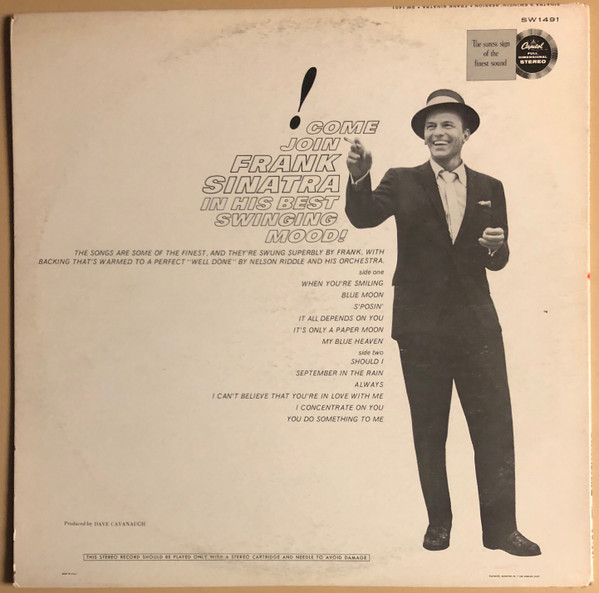 SW1491
The surest sign
of the
finest sound
Capitol
FULL
DIMENSIONAL
STEREO
! COME
JOIN
FRANK
SINATRA
IN HIS BEST
SWINGING
MOOD!
THE SONGS ARE SOME OF THE FINEST, AND THEY'RE SWUNG SUPERBLY BY FRANK, WITH
BACKING THAT'S WARMED TO A PERFECT "WELL DONE" BY NELSON RIDDLE AND HIS ORCHESTRA.
side one
WHEN YOU'RE SMILING
BLUE MOON
S'POSIN'
IT ALL DEPENDS ON YOU
IT'S ONLY A PAPER MOON
MY BLUE HEAVEN
side two
SHOULD I
SEPTEMBER IN THE RAIN
ALWAYS
I CAN'T BELIEVE THAT YOU'RE IN LOVE WITH ME
I CONCENTRATE ON YOU
YOU DO SOMETHING TO ME
Produced by DAVE CAVANAUGH
THIS STEREO RECORD SHOULD BE PLAYED ONLY WITH A STEREO CARTRIDGE AND NEEDLE TO AVOID DAMAGE